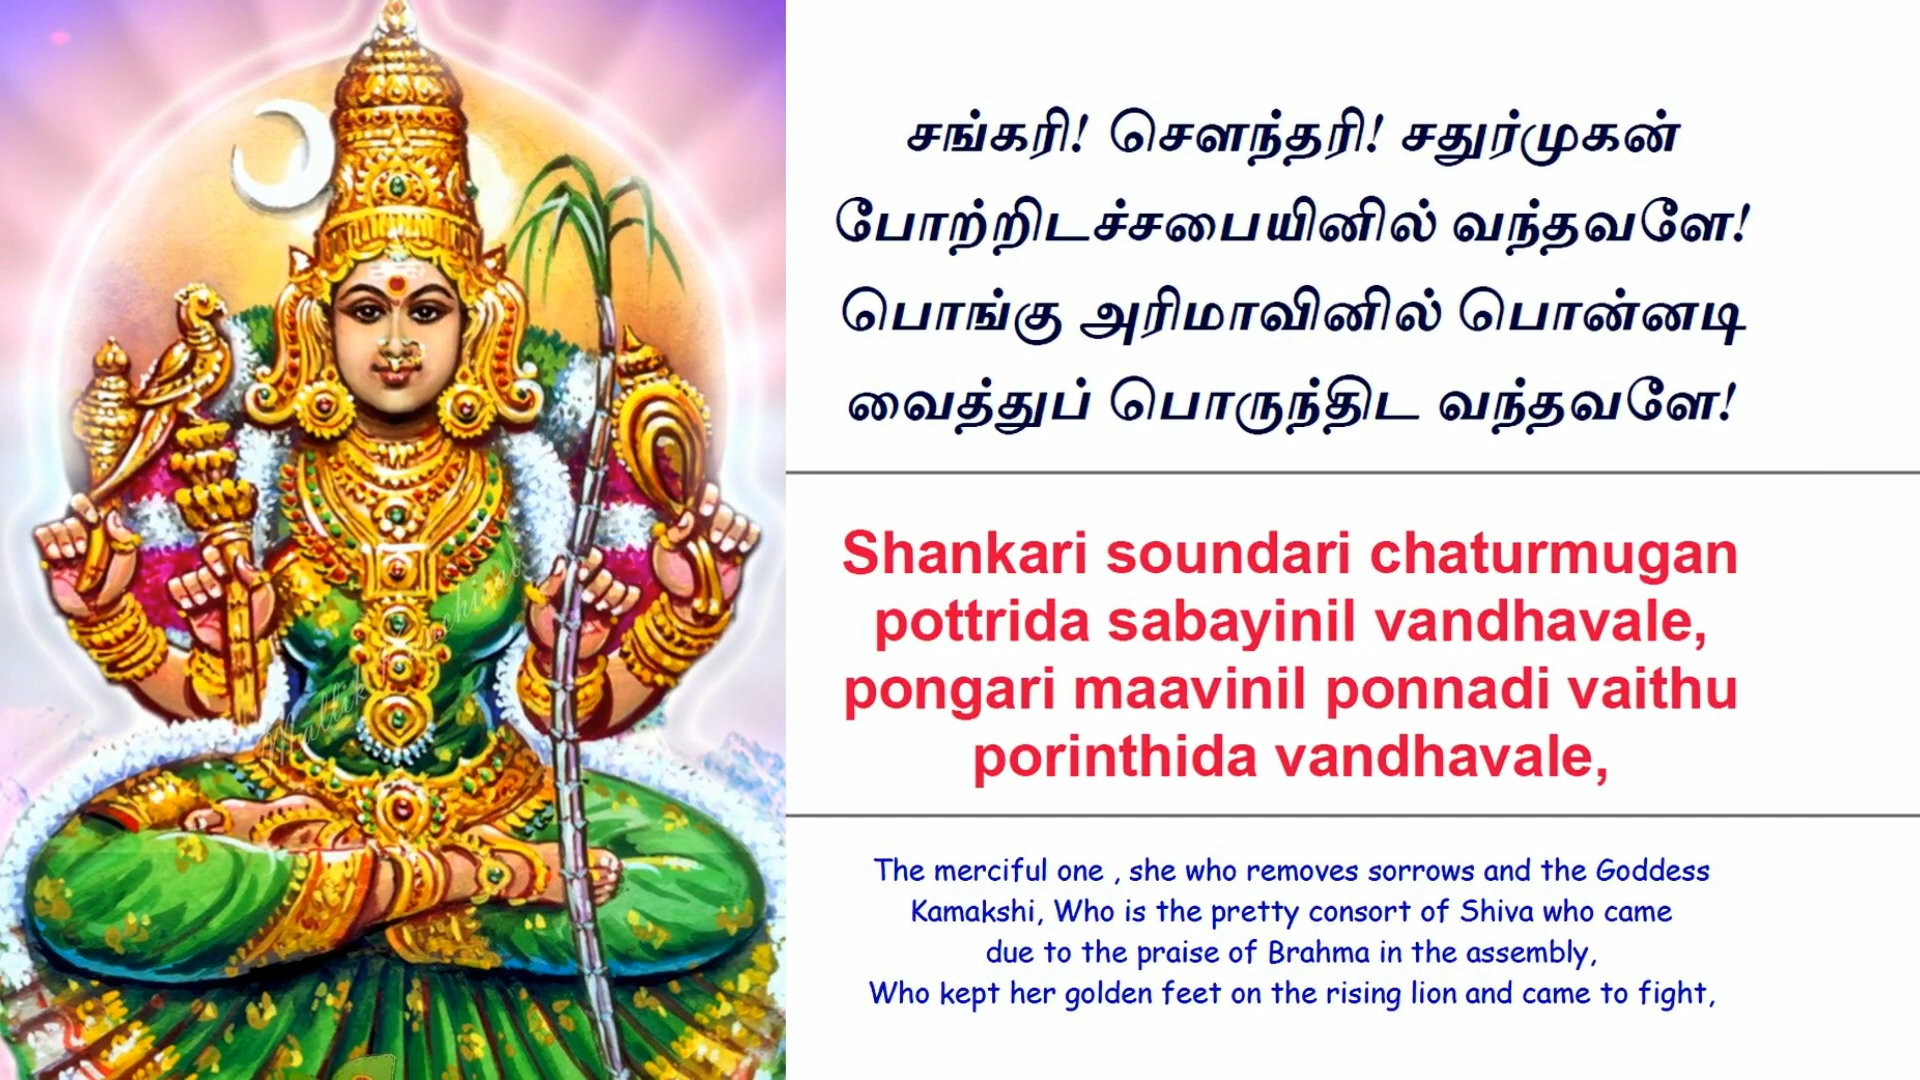 சங்கரி! சௌந்தரி! சதுர்முகன்
போற்றிடச்சபையினில் வந்தவளே!
பொங்கு அரிமாவினில் பொன்னடி
வைத்துப் பொருந்திட வந்தவளே!
Shankari soundari chaturmugan
pottrida sabayinil vandhavale,
pongari maavinil ponnadi vaithu
porinthida vandhavale,
The merciful one , she who removes sorrows and the Goddess
Kamakshi, Who is the pretty consort of Shiva who came
due to the praise of Brahma in the assembly,
Who kept her golden feet on the rising lion and came to fight,